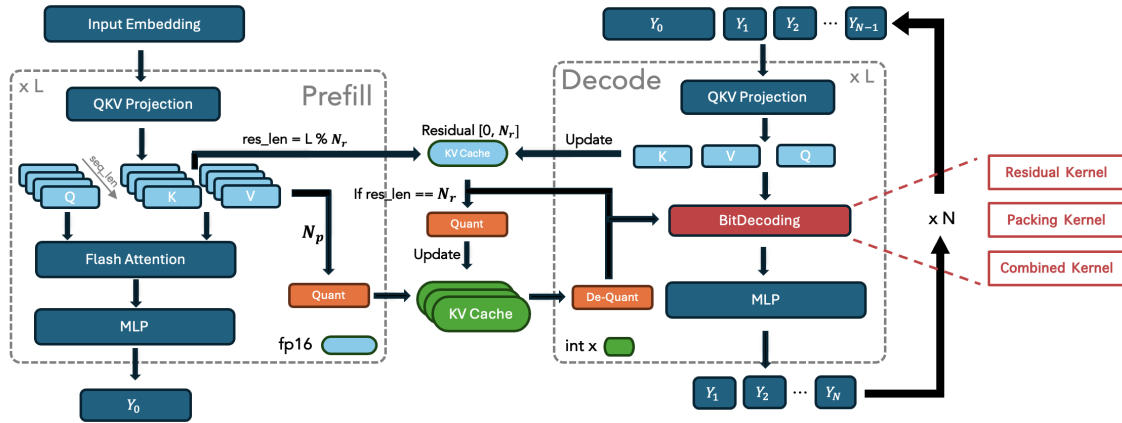 Input Embedding
x L
Prefill
QKV Projection
seq_len
Q
K
V
res_len = L % N_r
N_p
Flash Attention
MLP
Quant
fp16
Y_0
Residual [0, N_r]
KV Cache
If res_len == N_r
Quant
Update
KV Cache
Update
Y_0 Y_1 Y_2 ... Y_{N-1}
Decode
x L
QKV Projection
K V Q
BitDecoding
De-Quant
MLP
int x
Y_1 Y_2 ... Y_N
x N
Residual Kernel
Packing Kernel
Combined Kernel